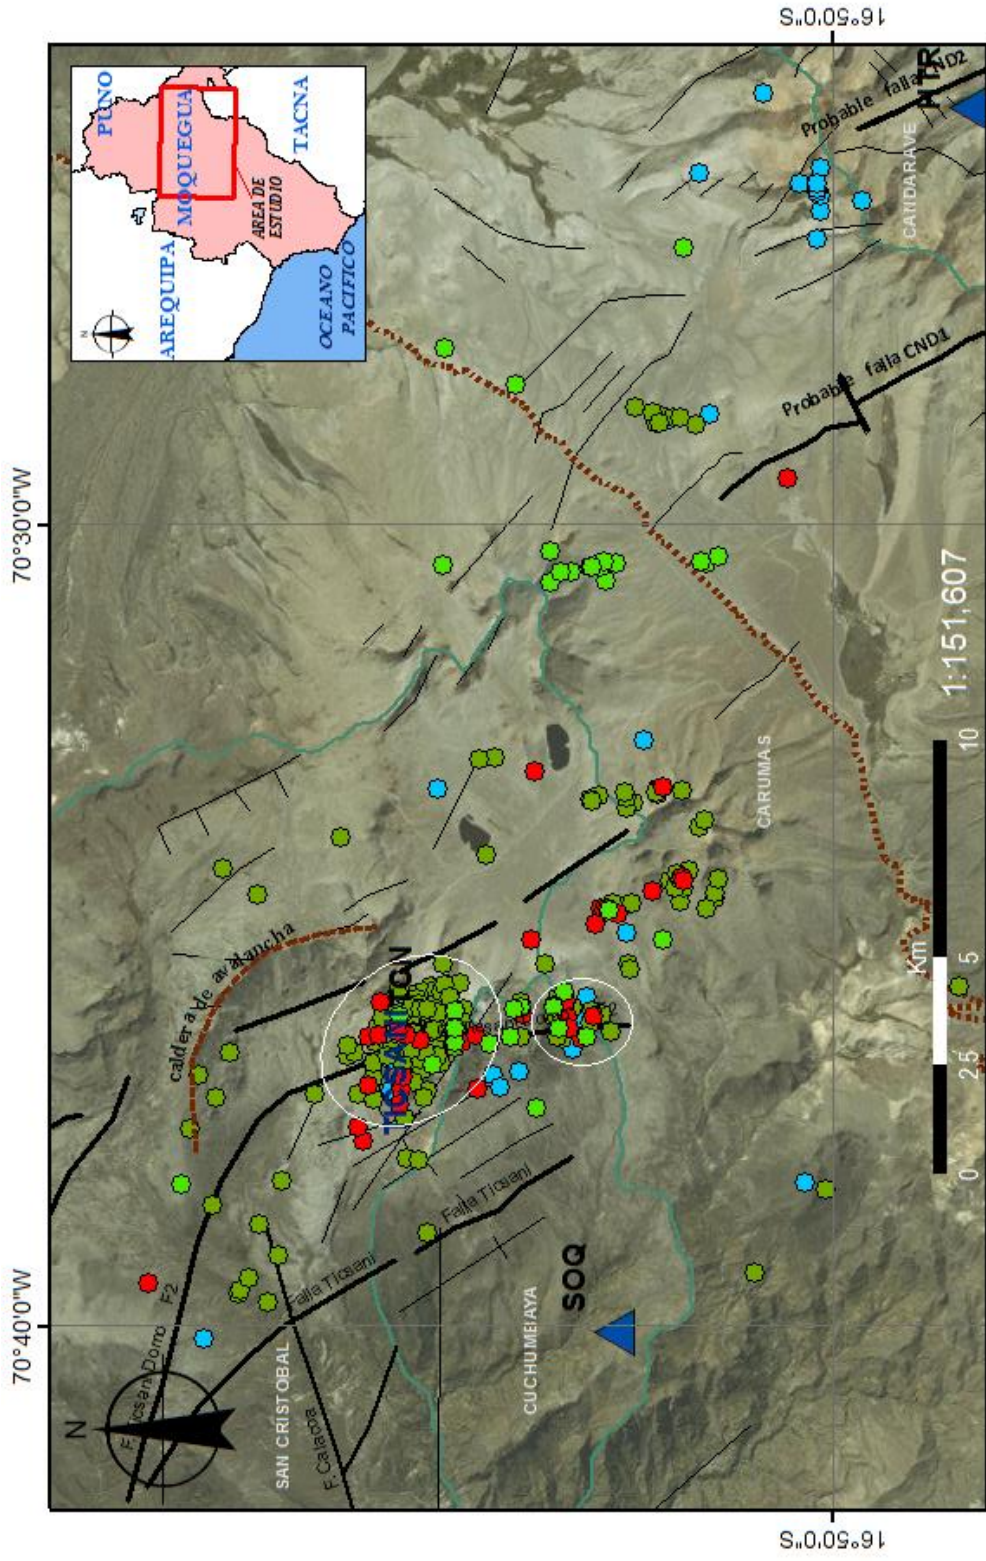 70°40'0"W
70°30'0"W
16°50'0"S
16°50'0"S
N
F2
SAN CRISTOBAL
F. Calacoa
Falla Ticsani
Falla Ticsani
CUCHUMBAYA
SOQ
caldera de avalancha
CARUMAS
Probable falla CND1
Probable falla CND2
CANDARAVE
0
2.5
5
10
Km
1:151,607
N
PUNO
AREQUIPA
MOQUEGUA
AREA DE
ESTUDIO
TACNA
OCEANO
PACIFICO